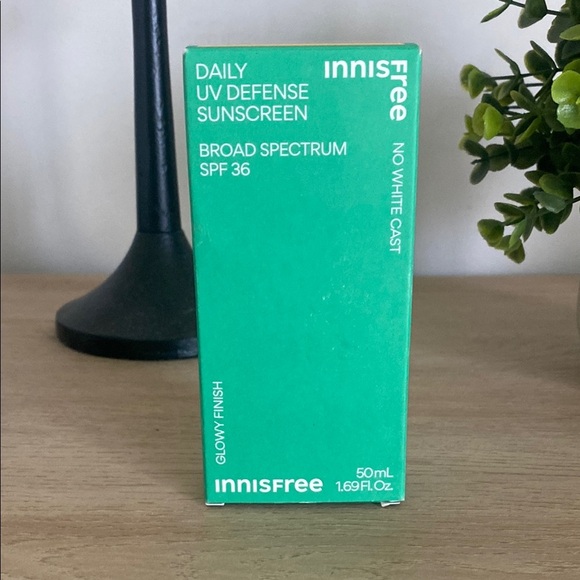 DAILY
UV DEFENSE
SUNSCREEN
BROAD SPECTRUM
SPF 36
INNISFree
NO WHITE CAST
GLOWY FINISH
INNISFree
50 mL
1.69 Fl. Oz.